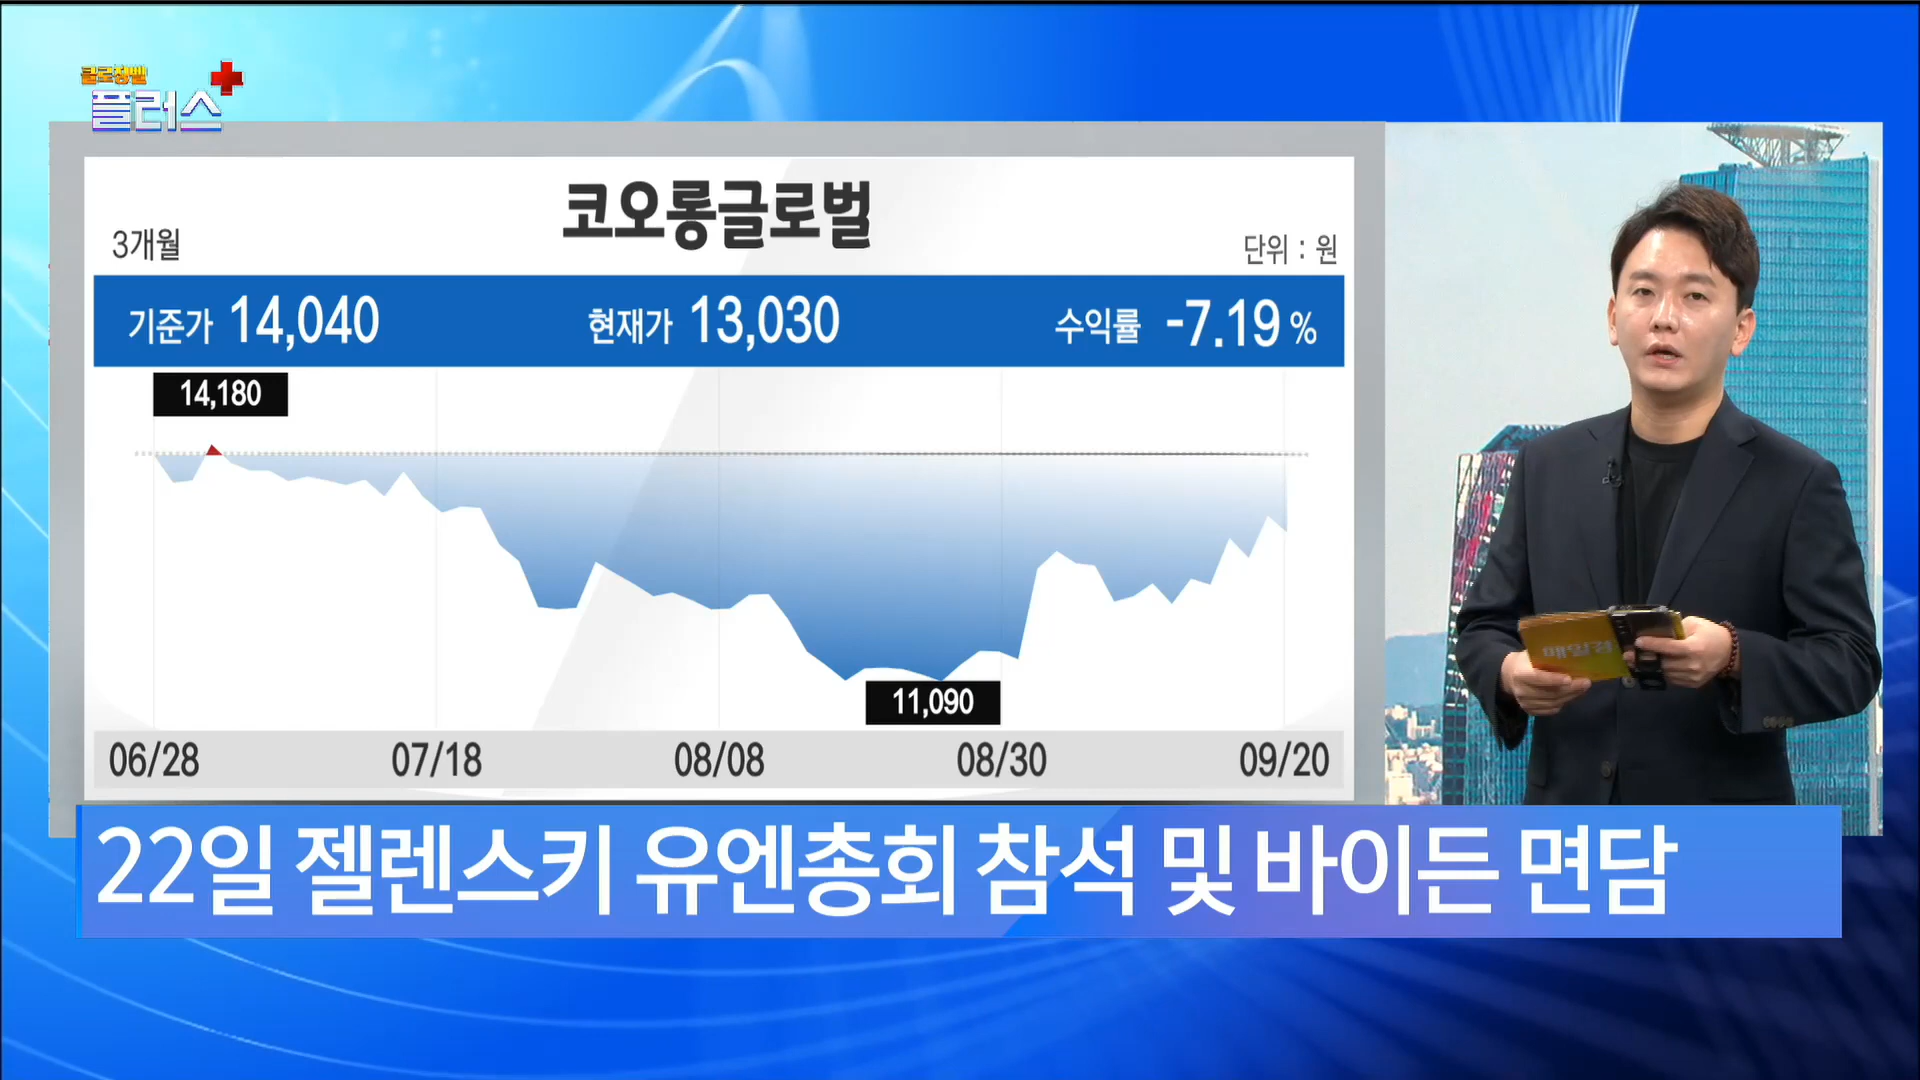 클로징벨
플러스
코오롱글로벌
3개월
단위 : 원
기준가 14,040 현재가 13,030 수익률 -7.19 %
14,180
11,090
06/28 07/18 08/08 08/30 09/20
22일 젤렌스키 유엔총회 참석 및 바이든 면담